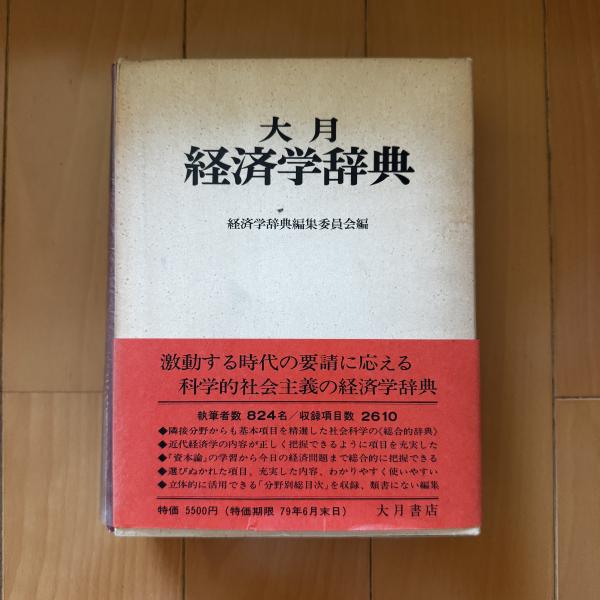 大月
経済学辞典
経済学辞典編集委員会編
激動する時代の要請に応える
科学的社会主義の経済学辞典
執筆者数 824名／収録項目数 2610
◆隣接分野からも基本項目を精選した社会科学の《総合的辞典》
◆近代経済学の内容が正しく把握できるように項目を充実した
◆『資本論』の学習から今日の経済問題まで総合的に把握できる
◆選びぬかれた項目、充実した内容、わかりやすく使いやすい
◆立体的に活用できる「分野別総目次」を収録、類書にない編集
特価 5500円（特価期限 79年6月末日） 大月書店